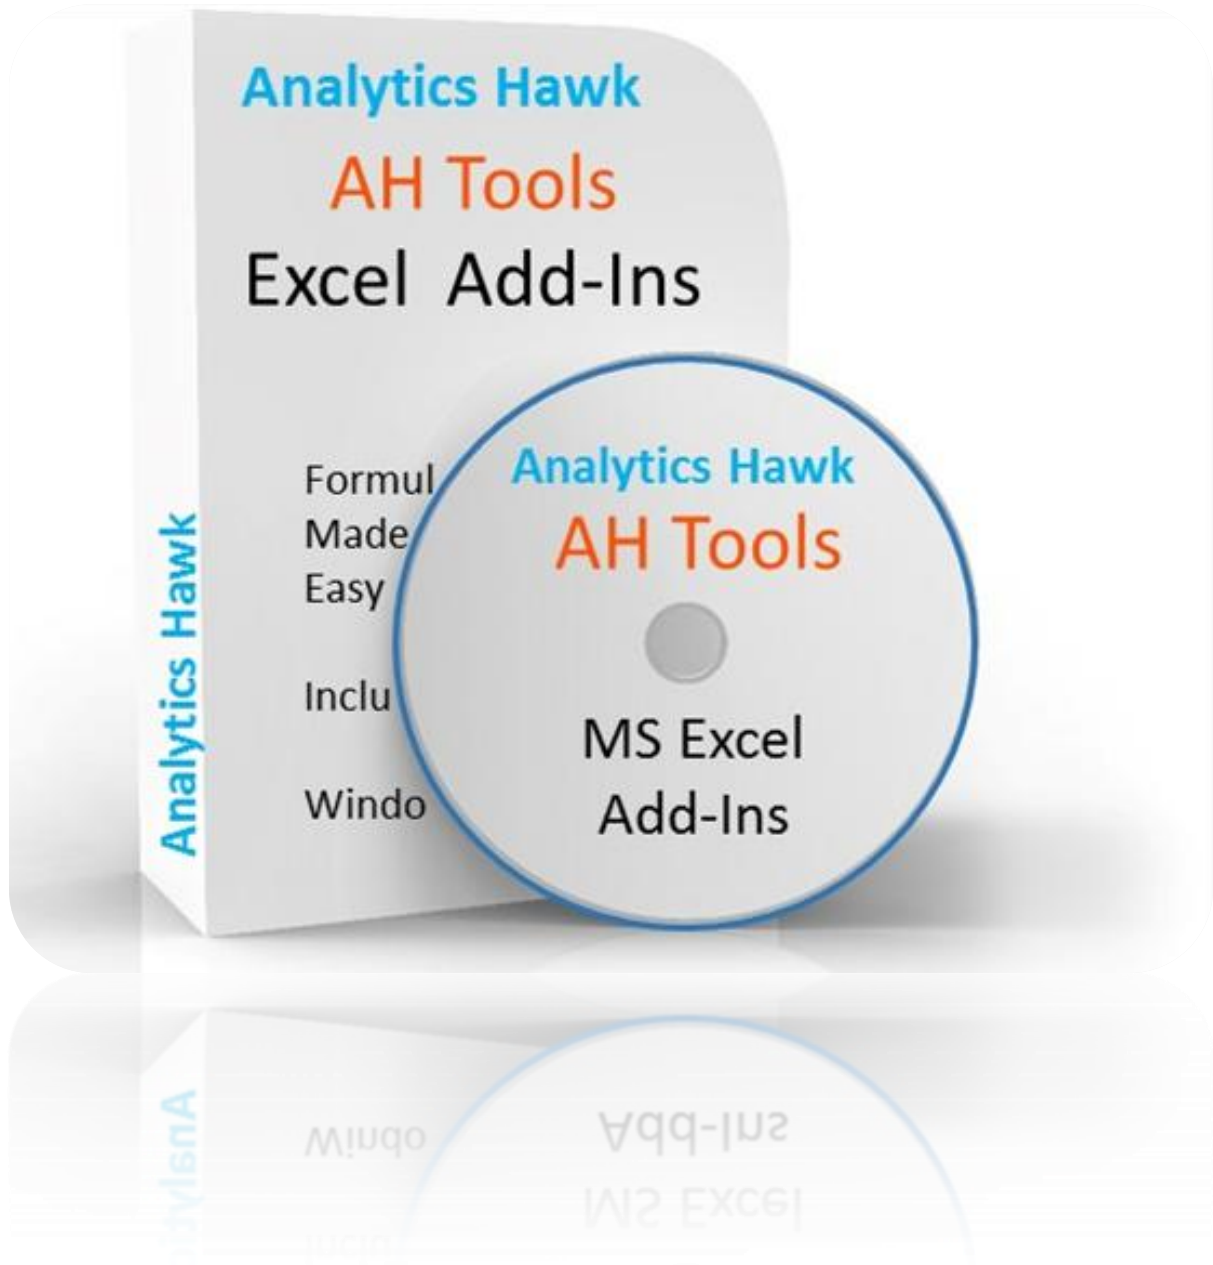 Analytics Hawk
AH Tools
Excel Add-Ins
Formul
Made
Easy
Inclu
Windo
Analytics Hawk
Analytics Hawk
AH Tools
MS Excel
Add-Ins